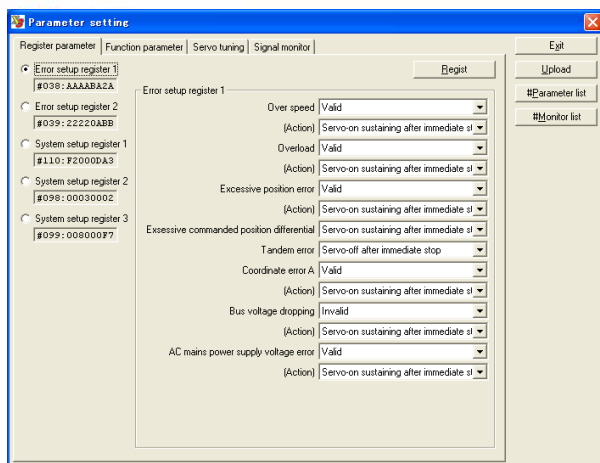 Parameter setting
Register parameter
Function parameter
Servo tuning
Signal monitor
Exit
Upload
#Parameter list
#Monitor list
Error setup register 1
#038:AAAABA2A
Error setup register 2
#039:22220ABB
System setup register 1
#110:F2000DA3
System setup register 2
#098:00030002
System setup register 3
#099:008000F7
Regist
Error setup register 1
Over speed Valid
(Action) Servo-on sustaining after immediate st
Overload Valid
(Action) Servo-on sustaining after immediate st
Excessive position error Valid
(Action) Servo-on sustaining after immediate st
Exsessive commanded position differential Servo-on sustaining after immediate st
Tandem error Servo-off after immediate stop
Coordinate error A Valid
(Action) Servo-on sustaining after immediate st
Bus voltage dropping Invalid
(Action) Servo-on sustaining after immediate st
AC mains power supply voltage error Valid
(Action) Servo-on sustaining after immediate st